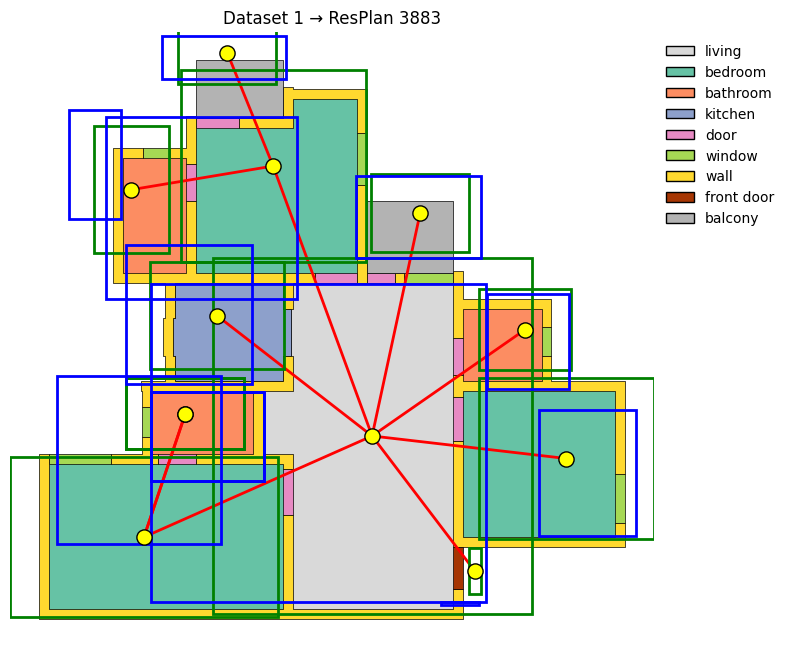 Dataset 1 → ResPlan 3883
living
bedroom
bathroom
kitchen
door
window
wall
front door
balcony